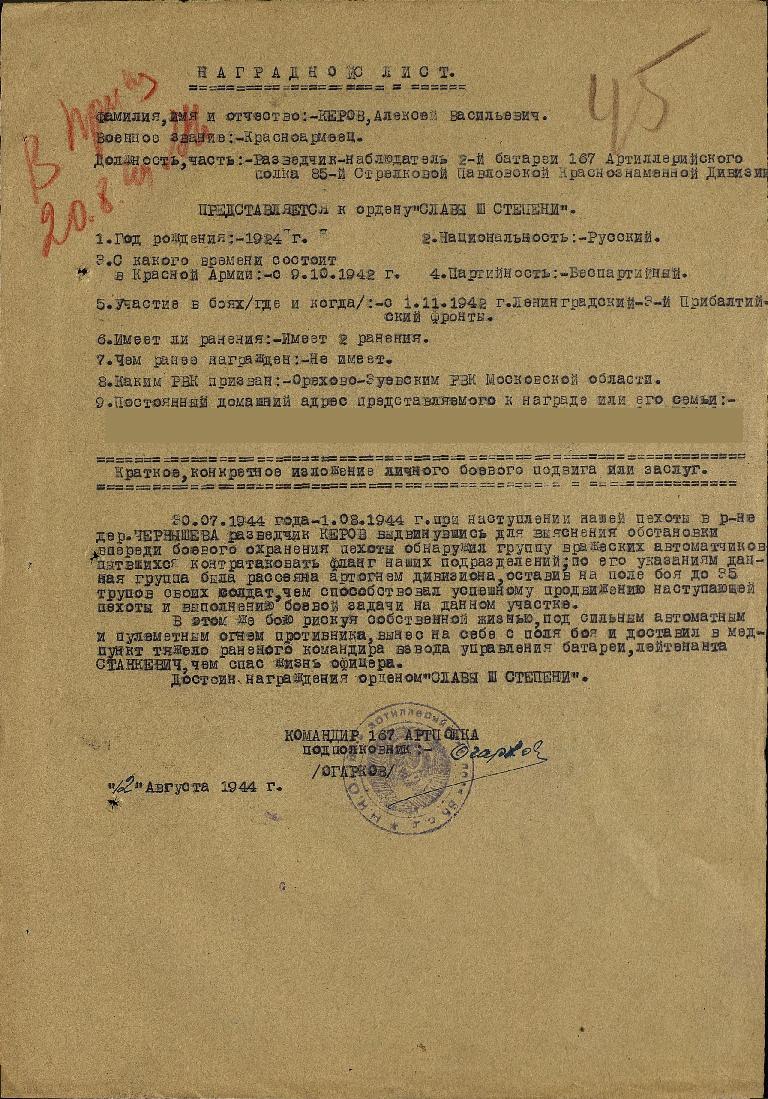 НАГРАДНОЙ ЛИСТ.
45
В приказ
20.8.
Фамилия,имя и отчество:-КЕРОВ,Алексей Васильевич.
Военное звание:-Красноармеец.
Должность,часть:-Разведчик-наблюдатель 2-й батареи 167 Артиллерийского
полка 85-й Стрелковой Павловской Краснознаменной Дивизии
ПРЕДСТАВЛЯЕТСЯ к ордену"СЛАВЫ Ш СТЕПЕНИ".
1.Год рождения:-1924 г. 2.Национальность:-Русский.
3.С какого времени состоит
в Красной Армии:-с 9.10.1942 г. 4.Партийность:-Беспартийный.
5.Участие в боях/где и когда/:-с 1.11.1942 г.Ленинградский-3-й Прибалтий-
ский фронты.
6.Имеет ли ранения:-Имеет 2 ранения.
7.Чем ранее награжден:-Не имеет.
8.Каким РВК призван:-Орехово-Зуевским РВК Московской области.
9.Постоянный домашний адрес представляемого к награде или его семьи:-
Краткое,конкретное изложение личного боевого подвига или заслуг.
30.07.1944 года-1.08.1944 г.при наступлении нашей пехоты в р-не
дер.ЧЕРНЫШЕВА разведчик КЕРОВ выдвинувшись для выяснения обстановки
впереди боевого охранения пехоты обнаружил группу вражеских автоматчиков
пытвшихся контратаковать фланг наших подразделений;по его указаниям дан-
ная группа была рассеяна артогнем дивизиона,оставив на поле боя до 35
трупов своих солдат,чем способствовал успешному продвижению наступающей
пехоты и выполнению боевой задачи на данном участке.
В этом же бою рискуя собственной жизнью,под сильным автоматным
и пулеметным огнем противника,вынес на себе с поля боя и доставил в мед-
пункт тяжело раненого командира взвода управления батареи,лейтенанта
СТАНКЕВИЧ,чем спас жизнь офицера.
Достоин награждения орденом"СЛАВЫ Ш СТЕПЕНИ".
КОМАНДИР 167 АРТПОЛКА
ПОДПОЛКОВНИК:- Огарков
/ОГАРКОВ/
"12"Августа 1944 г.